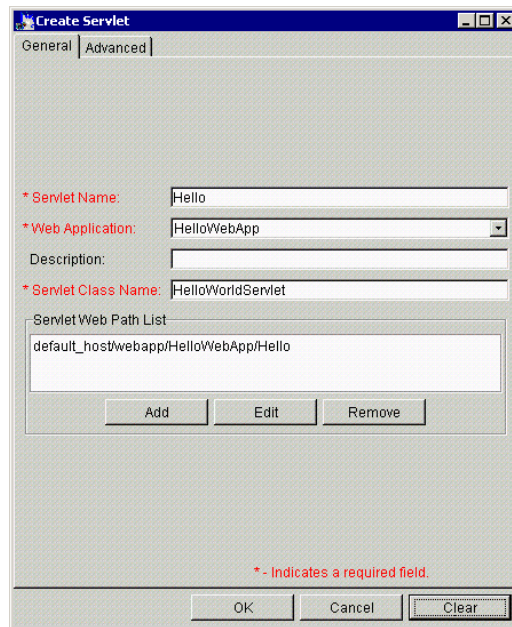 Create Servlet
General Advanced
* Servlet Name: Hello
* Web Application: HelloWebApp
Description:
* Servlet Class Name: HelloWorldServlet
Servlet Web Path List
default_host/webapp/HelloWebApp/Hello
Add Edit Remove
* - Indicates a required field.
OK Cancel Clear